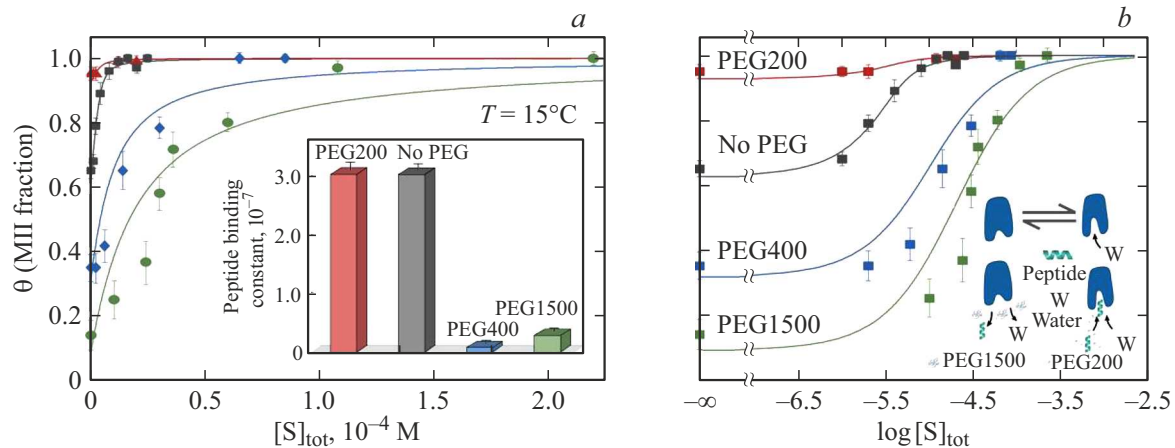 a
θ (MII fraction)
1.0
0.8
0.6
0.4
0.2
0
T = 15°C
Peptide binding
constant, 10⁻⁷
3.0
2.0
1.0
0
PEG200
No PEG
PEG400
PEG1500
0
0.5
1.0
1.5
2.0
[S]tot, 10⁻⁴ M
b
PEG200
No PEG
PEG400
PEG1500
W
Peptide
W
Water
W
W
PEG1500
PEG200
–∞
–6.5
–5.5
–4.5
–3.5
–2.5
log [S]tot